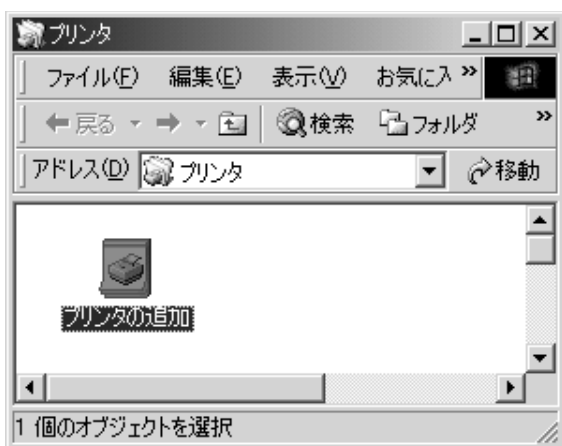 プリンタ
ファイル(F) 編集(E) 表示(V) お気に入 »
戻る 検索 フォルダ »
アドレス(D) プリンタ 移動
プリンタの追加
1 個のオブジェクトを選択